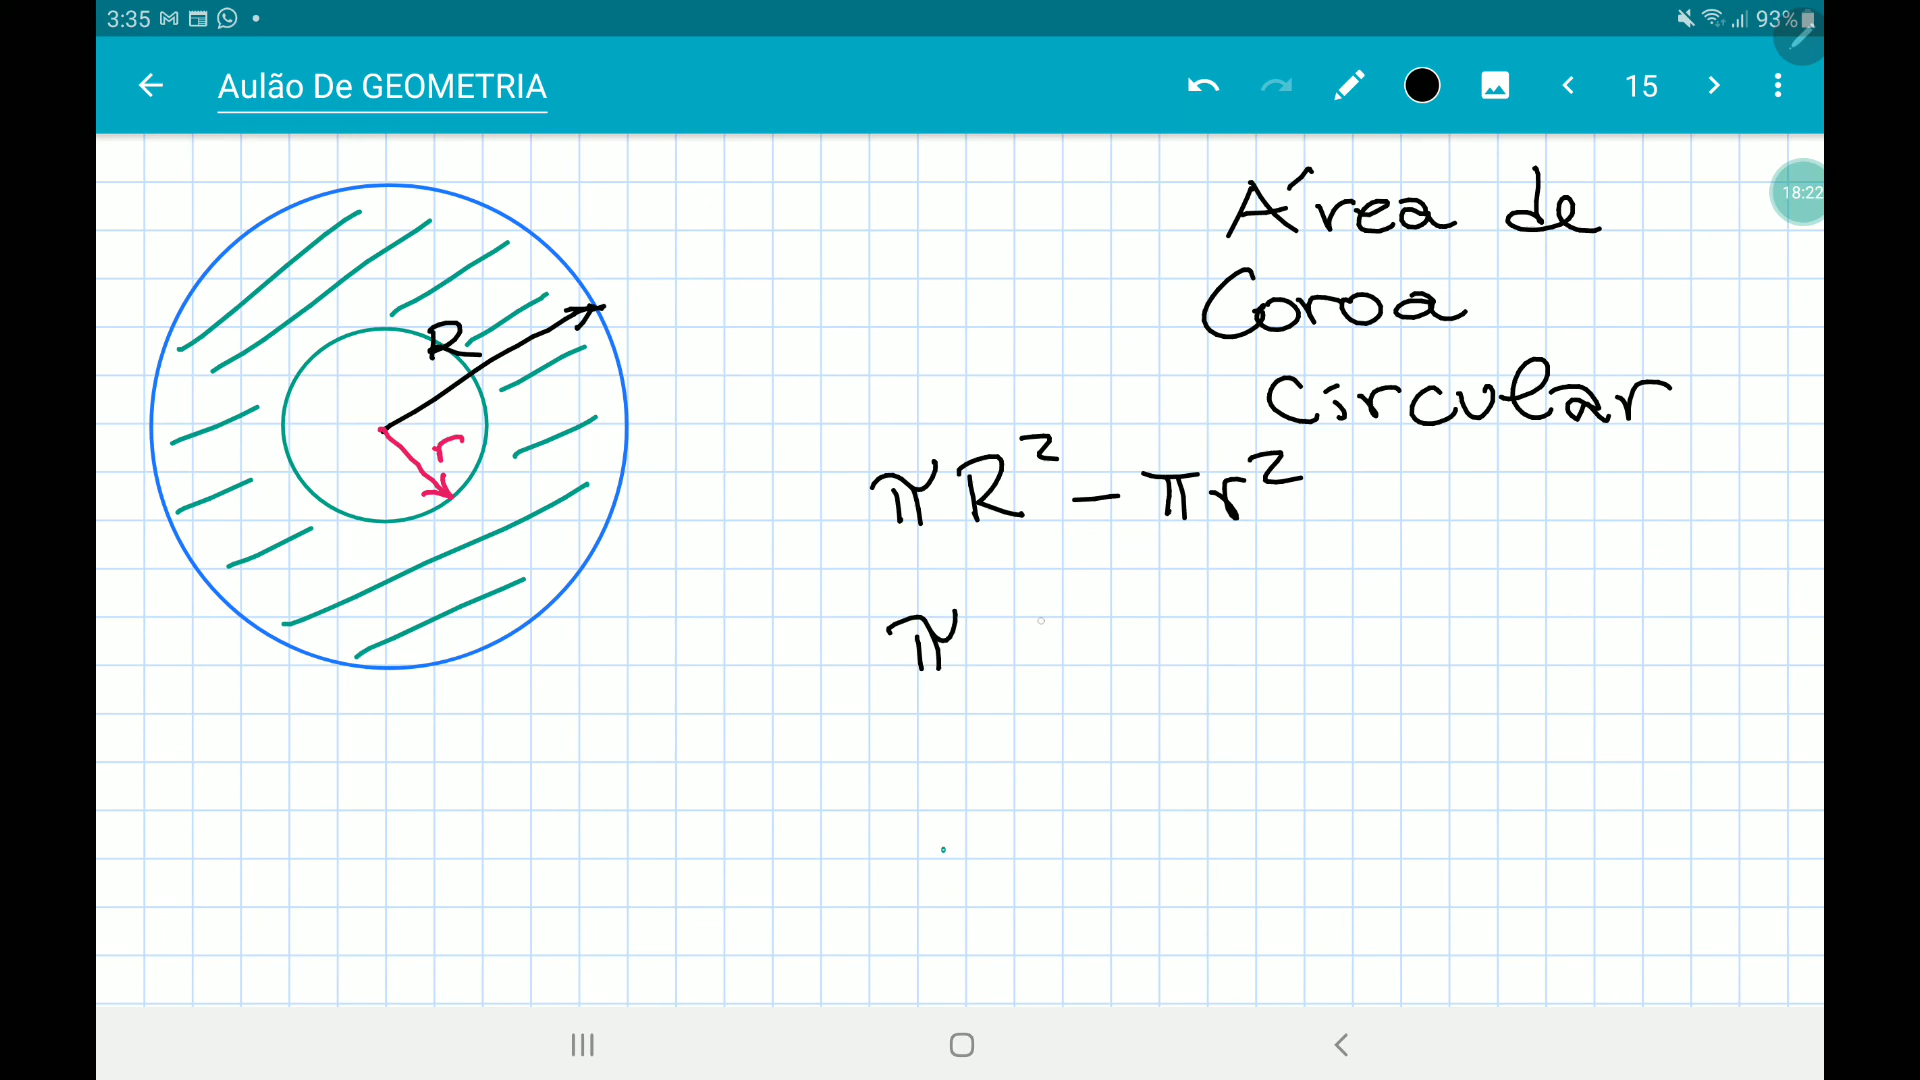 3:35
93%
Aulão De GEOMETRIA
15
18:22
Área de
Coroa
Circular
R
r
πR² - πr²
π